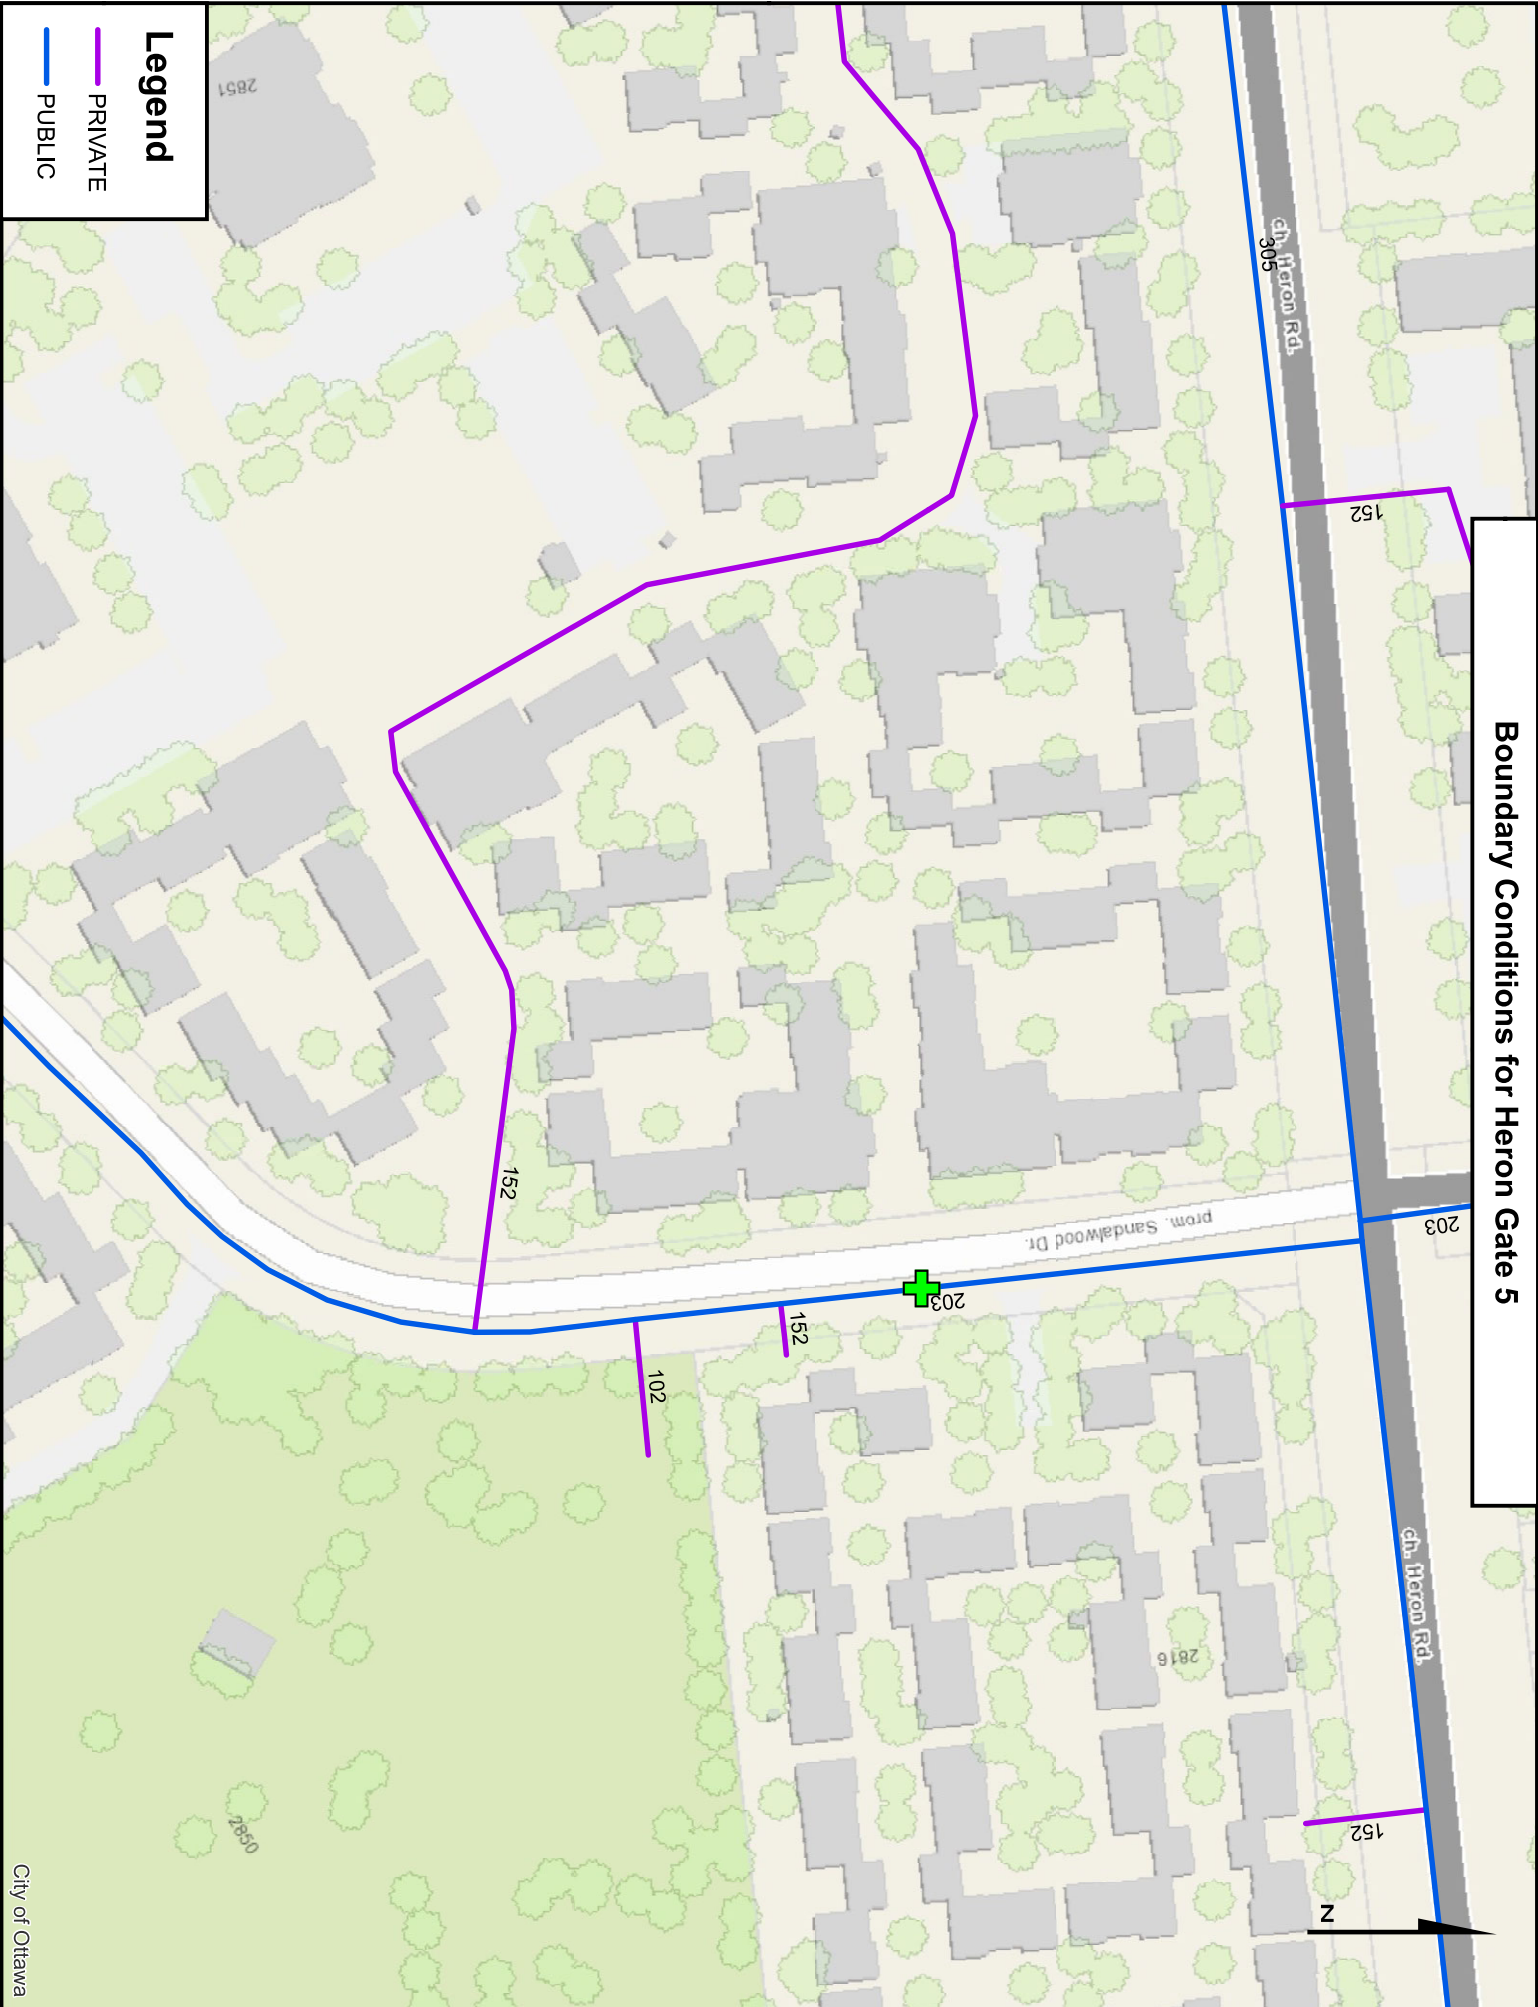 Boundary Conditions for Heron Gate 5
ch. Heron Rd.
305
152
203
prom. Sandalwood Dr.
203
152
102
152
ch. Heron Rd.
152
2851
2816
2850
N
Legend
PRIVATE
PUBLIC
City of Ottawa